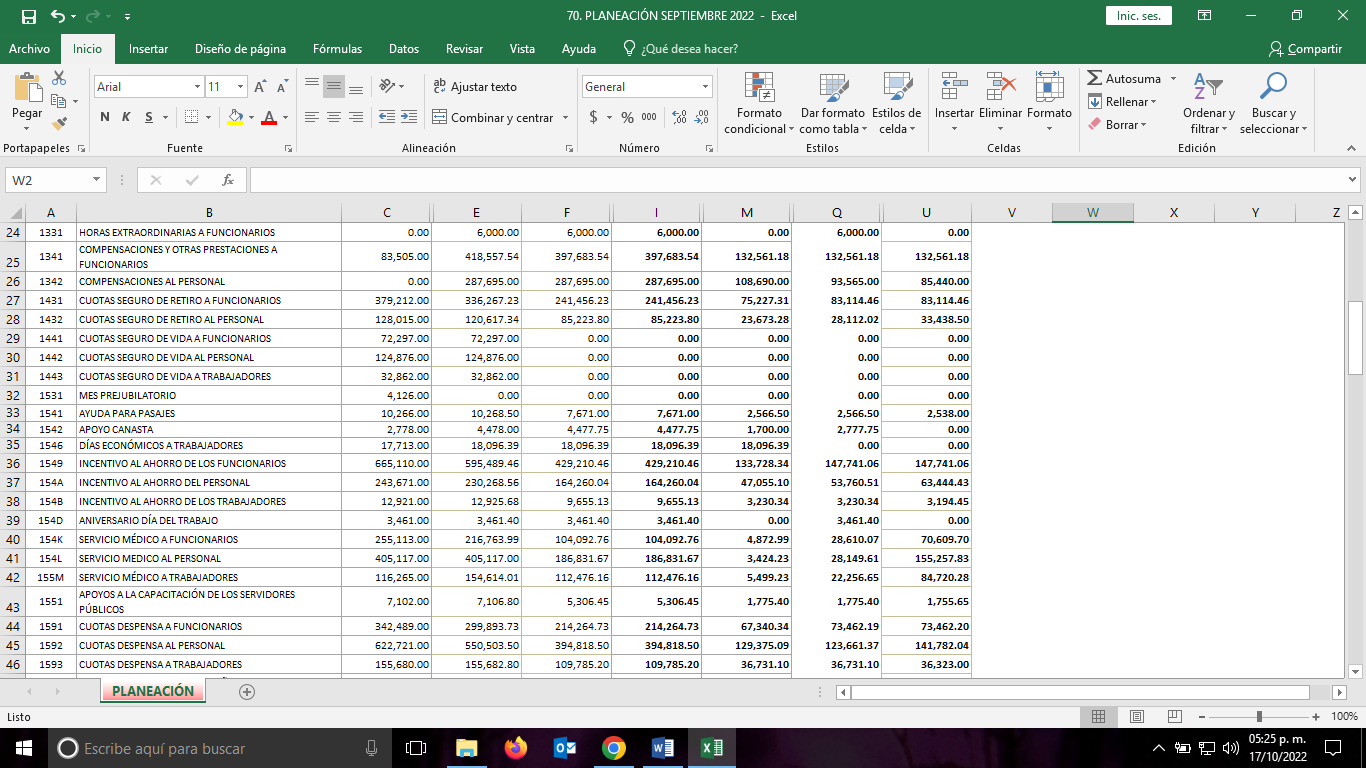 70. PLANEACIÓN SEPTIEMBRE 2022 - Excel
Inic. ses.
Archivo Inicio Insertar Diseño de página Fórmulas Datos Revisar Vista Ayuda ¿Qué desea hacer? Compartir
Pegar
Portapapeles
Arial 11
N K S
Fuente
Ajustar texto
Combinar y centrar
Alineación
General
$ % 000
Número
Formato condicional
Dar formato como tabla
Estilos de celda
Estilos
Insertar Eliminar Formato
Celdas
Autosuma
Rellenar
Borrar
Ordenar y filtrar
Buscar y seleccionar
Edición
W2 fx
A B C E F I M Q U V W X Y Z
24 1331 HORAS EXTRAORDINARIAS A FUNCIONARIOS 0.00 6,000.00 6,000.00 6,000.00 0.00 6,000.00 0.00
25 1341 COMPENSACIONES Y OTRAS PRESTACIONES A FUNCIONARIOS 83,505.00 418,557.54 397,683.54 397,683.54 132,561.18 132,561.18 132,561.18
26 1342 COMPENSACIONES AL PERSONAL 0.00 287,695.00 287,695.00 287,695.00 108,690.00 93,565.00 85,440.00
27 1431 CUOTAS SEGURO DE RETIRO A FUNCIONARIOS 379,212.00 336,267.23 241,456.23 241,456.23 75,227.31 83,114.46 83,114.46
28 1432 CUOTAS SEGURO DE RETIRO AL PERSONAL 128,015.00 120,617.34 85,223.80 85,223.80 23,673.28 28,112.02 33,438.50
29 1441 CUOTAS SEGURO DE VIDA A FUNCIONARIOS 72,297.00 72,297.00 0.00 0.00 0.00 0.00 0.00
30 1442 CUOTAS SEGURO DE VIDA AL PERSONAL 124,876.00 124,876.00 0.00 0.00 0.00 0.00 0.00
31 1443 CUOTAS SEGURO DE VIDA A TRABAJADORES 32,862.00 32,862.00 0.00 0.00 0.00 0.00 0.00
32 1531 MES PREJUBILATORIO 4,126.00 0.00 0.00 0.00 0.00 0.00 0.00
33 1541 AYUDA PARA PASAJES 10,266.00 10,268.50 7,671.00 7,671.00 2,566.50 2,566.50 2,538.00
34 1542 APOYO CANASTA 2,778.00 4,478.00 4,477.75 4,477.75 1,700.00 2,777.75 0.00
35 1546 DÍAS ECONÓMICOS A TRABAJADORES 17,713.00 18,096.39 18,096.39 18,096.39 18,096.39 0.00 0.00
36 1549 INCENTIVO AL AHORRO DE LOS FUNCIONARIOS 665,110.00 595,489.46 429,210.46 429,210.46 133,728.34 147,741.06 147,741.06
37 154A INCENTIVO AL AHORRO DEL PERSONAL 243,671.00 230,268.56 164,260.04 164,260.04 47,055.10 53,760.51 63,444.43
38 154B INCENTIVO AL AHORRO DE LOS TRABAJADORES 12,921.00 12,925.68 9,655.13 9,655.13 3,230.34 3,230.34 3,194.45
39 154D ANIVERSARIO DÍA DEL TRABAJO 3,461.00 3,461.40 3,461.40 3,461.40 0.00 3,461.40 0.00
40 154K SERVICIO MÉDICO A FUNCIONARIOS 255,113.00 216,763.99 104,092.76 104,092.76 4,872.99 28,610.07 70,609.70
41 154L SERVICIO MEDICO AL PERSONAL 405,117.00 405,117.00 186,831.67 186,831.67 3,424.23 28,149.61 155,257.83
42 155M SERVICIO MÉDICO A TRABAJADORES 116,265.00 154,614.01 112,476.16 112,476.16 5,499.23 22,256.65 84,720.28
43 1551 APOYOS A LA CAPACITACIÓN DE LOS SERVIDORES PÚBLICOS 7,102.00 7,106.80 5,306.45 5,306.45 1,775.40 1,775.40 1,755.65
44 1591 CUOTAS DESPENSA A FUNCIONARIOS 342,489.00 299,893.73 214,264.73 214,264.73 67,340.34 73,462.19 73,462.20
45 1592 CUOTAS DESPENSA AL PERSONAL 622,721.00 550,503.50 394,818.50 394,818.50 129,375.09 123,661.37 141,782.04
46 1593 CUOTAS DESPENSA A TRABAJADORES 155,680.00 155,682.80 109,785.20 109,785.20 36,731.10 36,731.10 36,323.00
PLANEACIÓN
Listo 100%
Escribe aquí para buscar
05:25 p. m.
17/10/2022